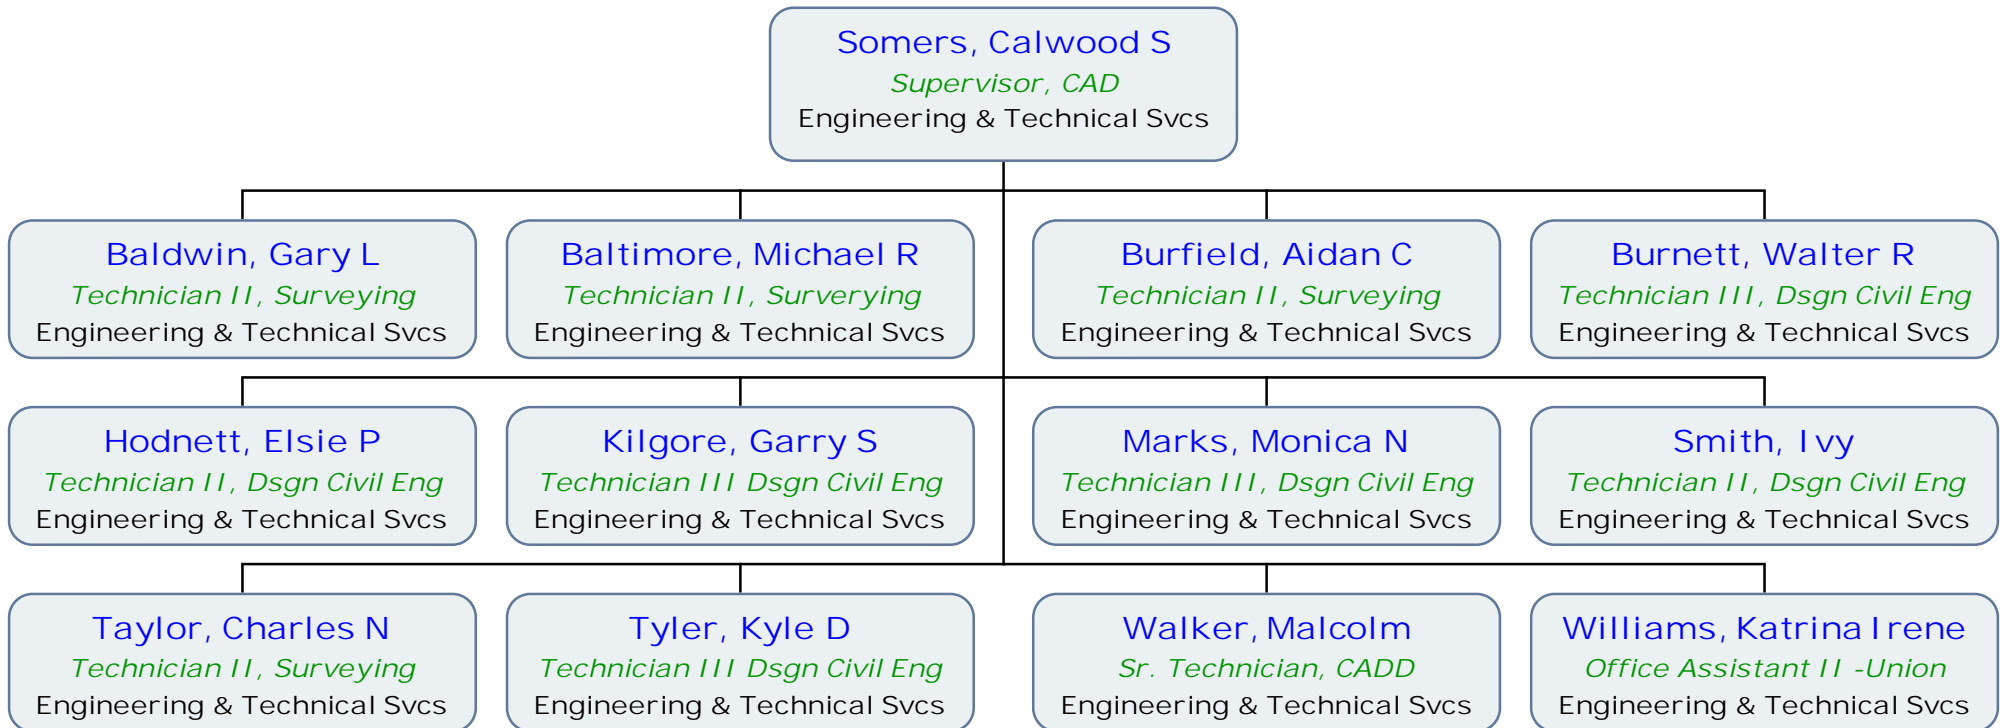 Somers, Calwood S
Supervisor, CAD
Engineering & Technical Svcs
Baldwin, Gary L
Technician II, Surveying
Engineering & Technical Svcs
Baltimore, Michael R
Technician II, Surverying
Engineering & Technical Svcs
Burfield, Aidan C
Technician II, Surveying
Engineering & Technical Svcs
Burnett, Walter R
Technician III, Dsgn Civil Eng
Engineering & Technical Svcs
Hodnett, Elsie P
Technician II, Dsgn Civil Eng
Engineering & Technical Svcs
Kilgore, Garry S
Technician III Dsgn Civil Eng
Engineering & Technical Svcs
Marks, Monica N
Technician III, Dsgn Civil Eng
Engineering & Technical Svcs
Smith, Ivy
Technician II, Dsgn Civil Eng
Engineering & Technical Svcs
Taylor, Charles N
Technician II, Surveying
Engineering & Technical Svcs
Tyler, Kyle D
Technician III Dsgn Civil Eng
Engineering & Technical Svcs
Walker, Malcolm
Sr. Technician, CADD
Engineering & Technical Svcs
Williams, Katrina Irene
Office Assistant II -Union
Engineering & Technical Svcs